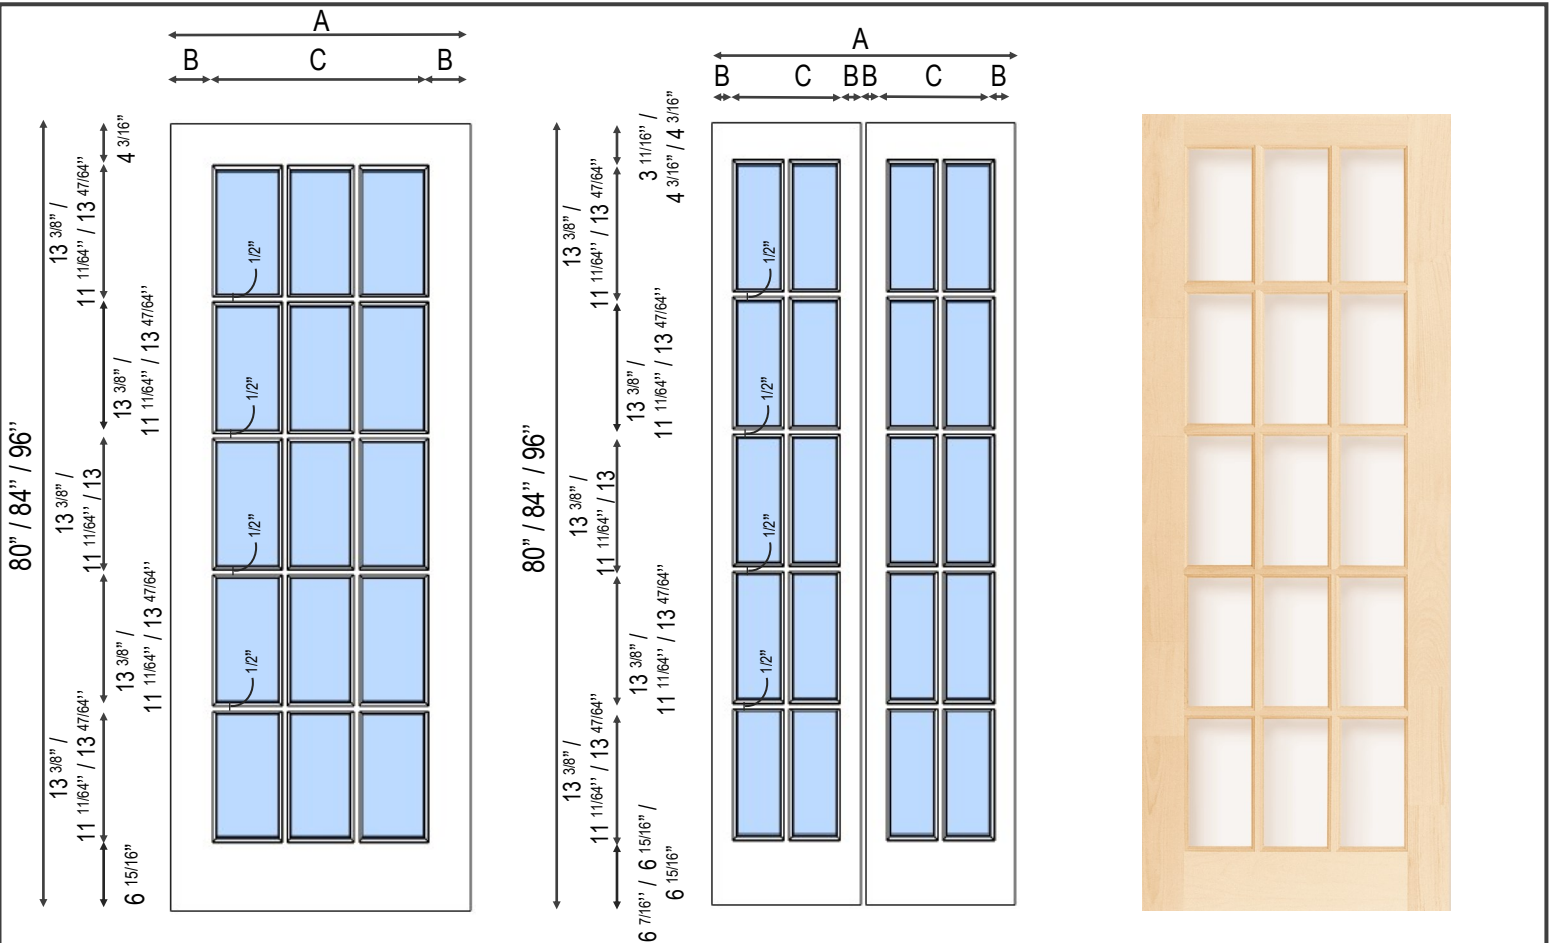 A
B C B
80” / 84” / 96”
4 3/16”
13 3/8” /
11 11/64” / 13 47/64”
13 3/8” /
11 11/64” / 13 47/64”
13 3/8” /
11 11/64” / 13
13 3/8” /
11 11/64” / 13 47/64”
13 3/8” /
11 11/64” / 13 47/64”
6 15/16”
1/2”
1/2”
1/2”
1/2”
A
B C B B C B
80” / 84” / 96”
3 11/16” /
4 3/16” / 4 3/16”
13 3/8” /
11 11/64” / 13 47/64”
13 3/8” /
11 11/64” / 13 47/64”
13 3/8” /
11 11/64” / 13
13 3/8” /
11 11/64” / 13 47/64”
13 3/8” /
11 11/64” / 13 47/64”
6 7/16” / 6 15/16” /
6 15/16”
1/2”
1/2”
1/2”
1/2”